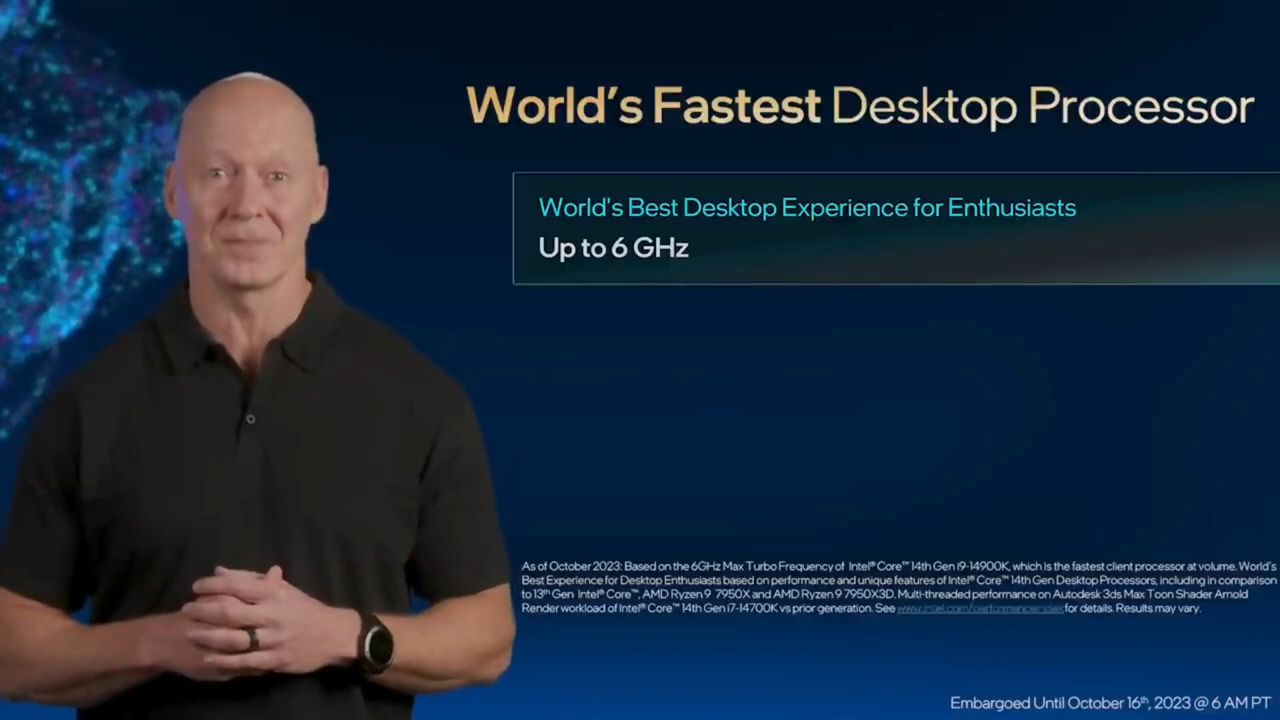 World's Fastest Desktop Processor
World's Best Desktop Experience for Enthusiasts
Up to 6 GHz
As of October 2023: Based on the 6GHz Max Turbo Frequency of Intel® Core™ 14th Gen i9-14900K, which is the fastest client processor at volume. World's
Best Experience for Desktop Enthusiasts based on performance and unique features of Intel® Core™ 14th Gen Desktop Processors, including in comparison
to 13th Gen Intel® Core™, AMD Ryzen 9 7950X and AMD Ryzen 9 7950X3D. Multi-threaded performance on Autodesk 3ds Max Toon Shader Arnold
Render workload of Intel® Core™ 14th Gen i7-14700K vs prior generation. See www.intel.com/performanceindex for details. Results may vary.
Embargoed Until October 16th, 2023 @ 6 AM PT